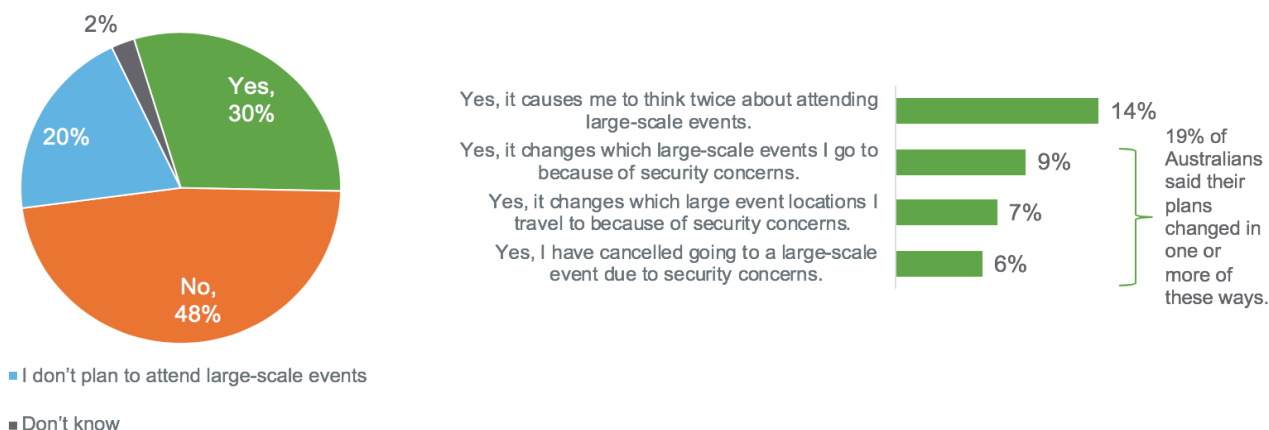 2%
Yes,
30%
20%
No,
48%
I don't plan to attend large-scale events
Don't know
Yes, it causes me to think twice about attending
large-scale events.
14%
Yes, it changes which large-scale events I go to
because of security concerns.
9%
Yes, it changes which large event locations I
travel to because of security concerns.
7%
Yes, I have cancelled going to a large-scale
event due to security concerns.
6%
19% of
Australians
said their
plans
changed in
one or
more of
these ways.